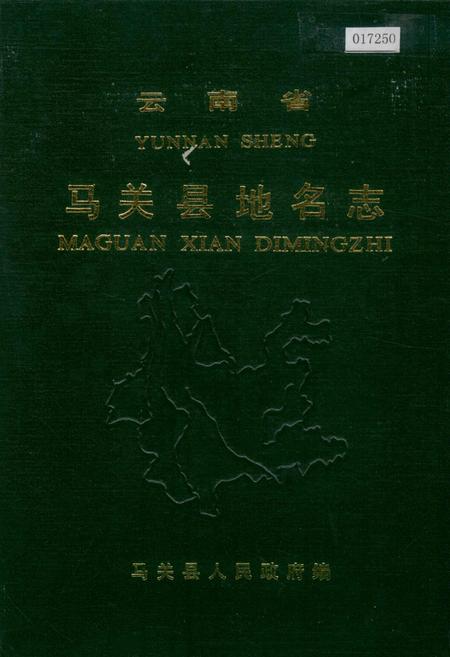 017250
云南省
YUNNAN SHENG
马关县地名志
MAGUAN XIAN DIMINGZHI
马关县人民政府编